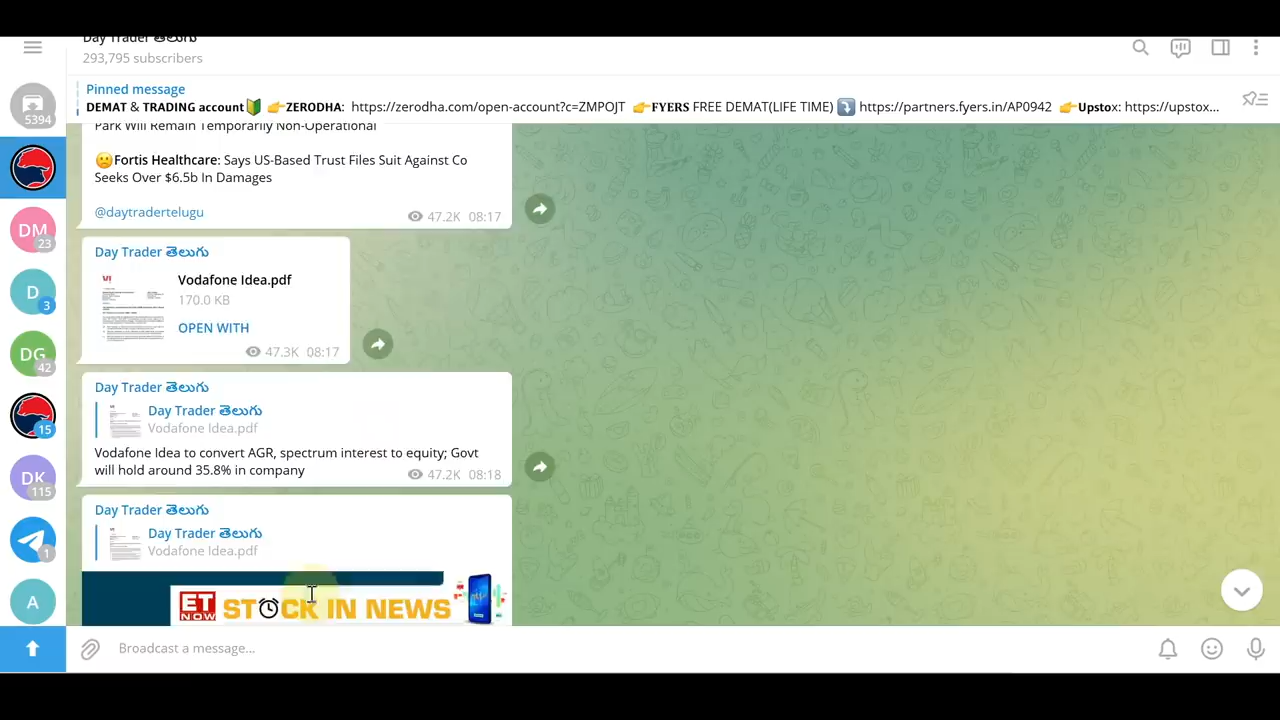 Day Trader తెలుగు
293,795 subscribers
5394
Pinned message
DEMAT & TRADING account🔰 👉ZERODHA: https://zerodha.com/open-account?c=ZMPOJT 👉FYERS FREE DEMAT(LIFE TIME) ⤵️ https://partners.fyers.in/AP0942 👉Upstox: https://upstox...
Park Will Remain Temporarily Non-Operational
🙁Fortis Healthcare: Says US-Based Trust Files Suit Against Co
Seeks Over $6.5b In Damages
@daytradertelugu
47.2K 08:17
DM
23
Day Trader తెలుగు
Vodafone Idea.pdf
170.0 KB
OPEN WITH
47.3K 08:17
D
3
DG
42
Day Trader తెలుగు
Day Trader తెలుగు
Vodafone Idea.pdf
Vodafone Idea to convert AGR, spectrum interest to equity; Govt
will hold around 35.8% in company
47.2K 08:18
15
DK
115
Day Trader తెలుగు
Day Trader తెలుగు
Vodafone Idea.pdf
1
ET
NOW
STOCK IN NEWS
A
Broadcast a message...